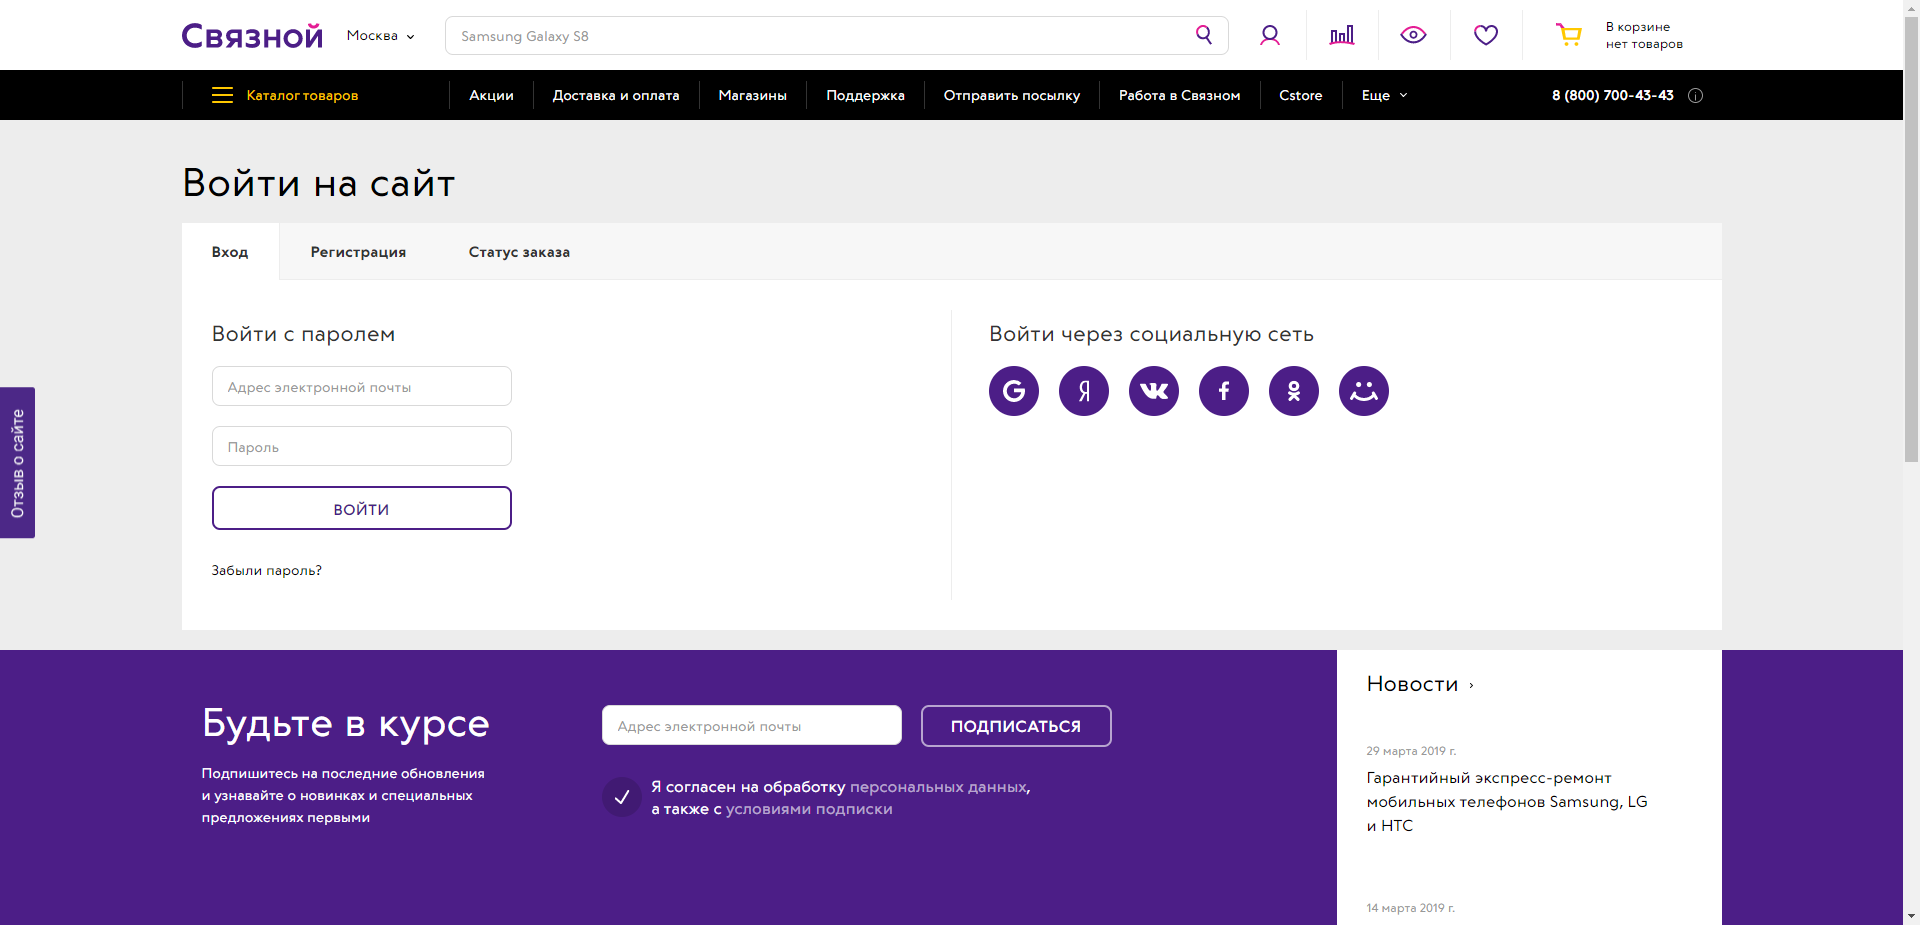 Связной
Москва
Samsung Galaxy S8
В корзине
нет товаров
Каталог товаров
Акции
Доставка и оплата
Магазины
Поддержка
Отправить посылку
Работа в Связном
Cstore
Еще
8 (800) 700-43-43
Войти на сайт
Вход
Регистрация
Статус заказа
Войти с паролем
Адрес электронной почты
Пароль
ВОЙТИ
Забыли пароль?
Войти через социальную сеть
Отзыв о сайте
Будьте в курсе
Подпишитесь на последние обновления
и узнавайте о новинках и специальных
предложениях первыми
Адрес электронной почты
ПОДПИСАТЬСЯ
Я согласен на обработку персональных данных,
а также с условиями подписки
Новости
29 марта 2019 г.
Гарантийный экспресс-ремонт
мобильных телефонов Samsung, LG
и HTC
14 марта 2019 г.